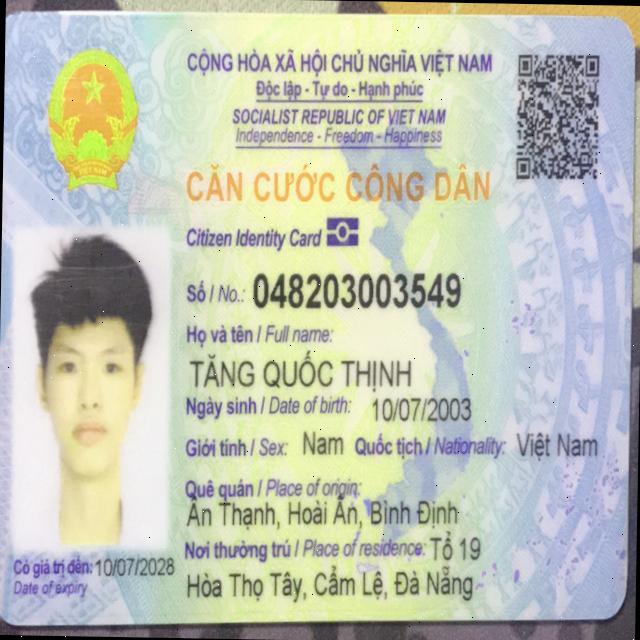 CỘNG HÒA XÃ HỘI CHỦ NGHĨA VIỆT NAM
Độc lập - Tự do - Hạnh phúc
SOCIALIST REPUBLIC OF VIET NAM
Independence - Freedom - Happiness
CĂN CƯỚC CÔNG DÂN
Citizen Identity Card
Số / No.: 048203003549
Họ và tên / Full name:
TĂNG QUỐC THỊNH
Ngày sinh / Date of birth: 10/07/2003
Giới tính / Sex: Nam Quốc tịch / Nationality: Việt Nam
Quê quán / Place of origin:
Ân Thạnh, Hoài Ân, Bình Định
Nơi thường trú / Place of residence: Tổ 19
Hòa Thọ Tây, Cẩm Lệ, Đà Nẵng
Có giá trị đến: 10/07/2028
Date of expiry
VIỆT NAM